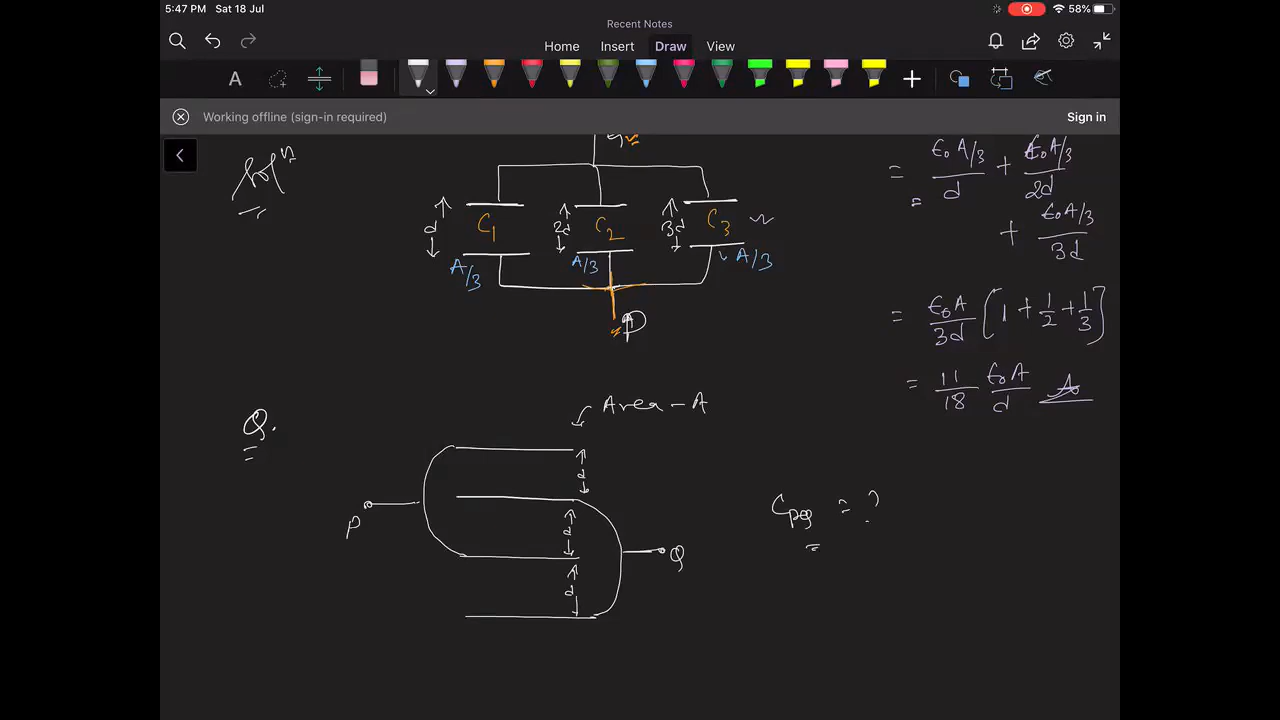 5:47 PM Sat 18 Jul
58%
Recent Notes
Home Insert Draw View
A
Working offline (sign-in required) Sign in
Solⁿ
d C₁ 2d C₂ 3d C₃
A/3 A/3 A/3
P
= ε₀A/3 / d + ε₀A/3 / 2d
+ ε₀A/3 / 3d
= ε₀A / 3d (1 + 1/2 + 1/3)
= 11/18 ε₀A / d
Q.
Area - A
d
P
d
Q
d
C_PQ = ?